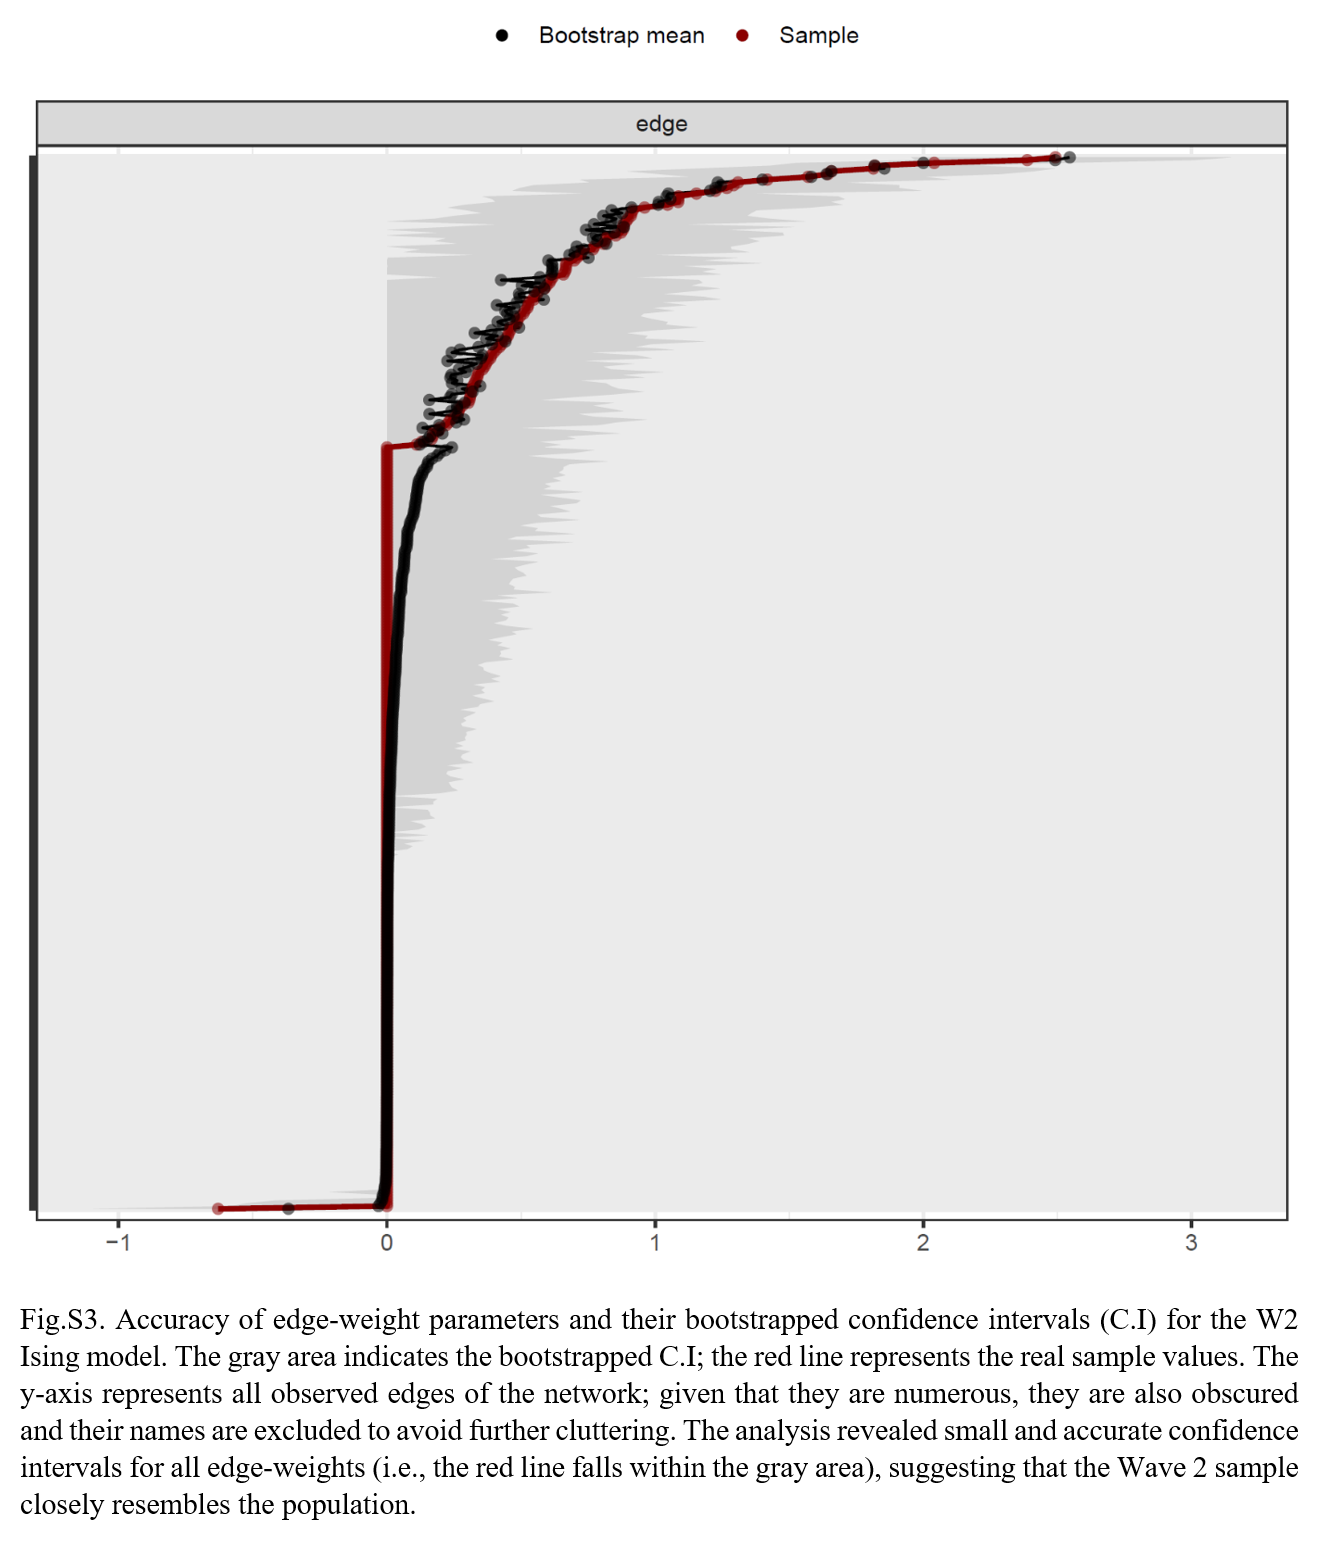 Bootstrap mean Sample
edge
−1 0 1 2 3
Fig.S3. Accuracy of edge-weight parameters and their bootstrapped confidence intervals (C.I) for the W2
Ising model. The gray area indicates the bootstrapped C.I; the red line represents the real sample values. The
y-axis represents all observed edges of the network; given that they are numerous, they are also obscured
and their names are excluded to avoid further cluttering. The analysis revealed small and accurate confidence
intervals for all edge-weights (i.e., the red line falls within the gray area), suggesting that the Wave 2 sample
closely resembles the population.